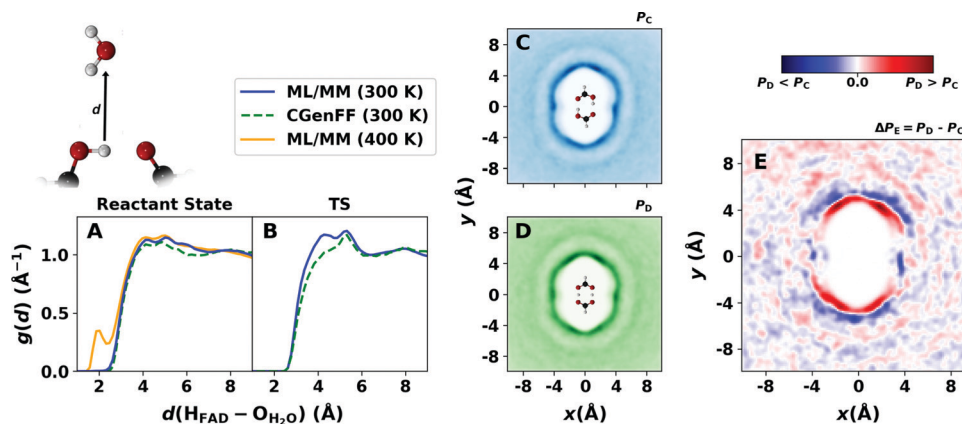 d
ML/MM (300 K)
CGenFF (300 K)
ML/MM (400 K)
Reactant State
TS
A
B
g(d) (Å⁻¹)
1.0
0.5
0.0
2 4 6 8
2 4 6 8
d(H_FAD − O_H₂O) (Å)
P_C
C
8
4
0
-4
-8
y (Å)
P_D
D
8
4
0
-4
-8
-8 -4 0 4 8
x(Å)
P_D < P_C 0.0 P_D > P_C
ΔP_E = P_D - P_C
E
8
4
0
-4
-8
y (Å)
-8 -4 0 4 8
x(Å)